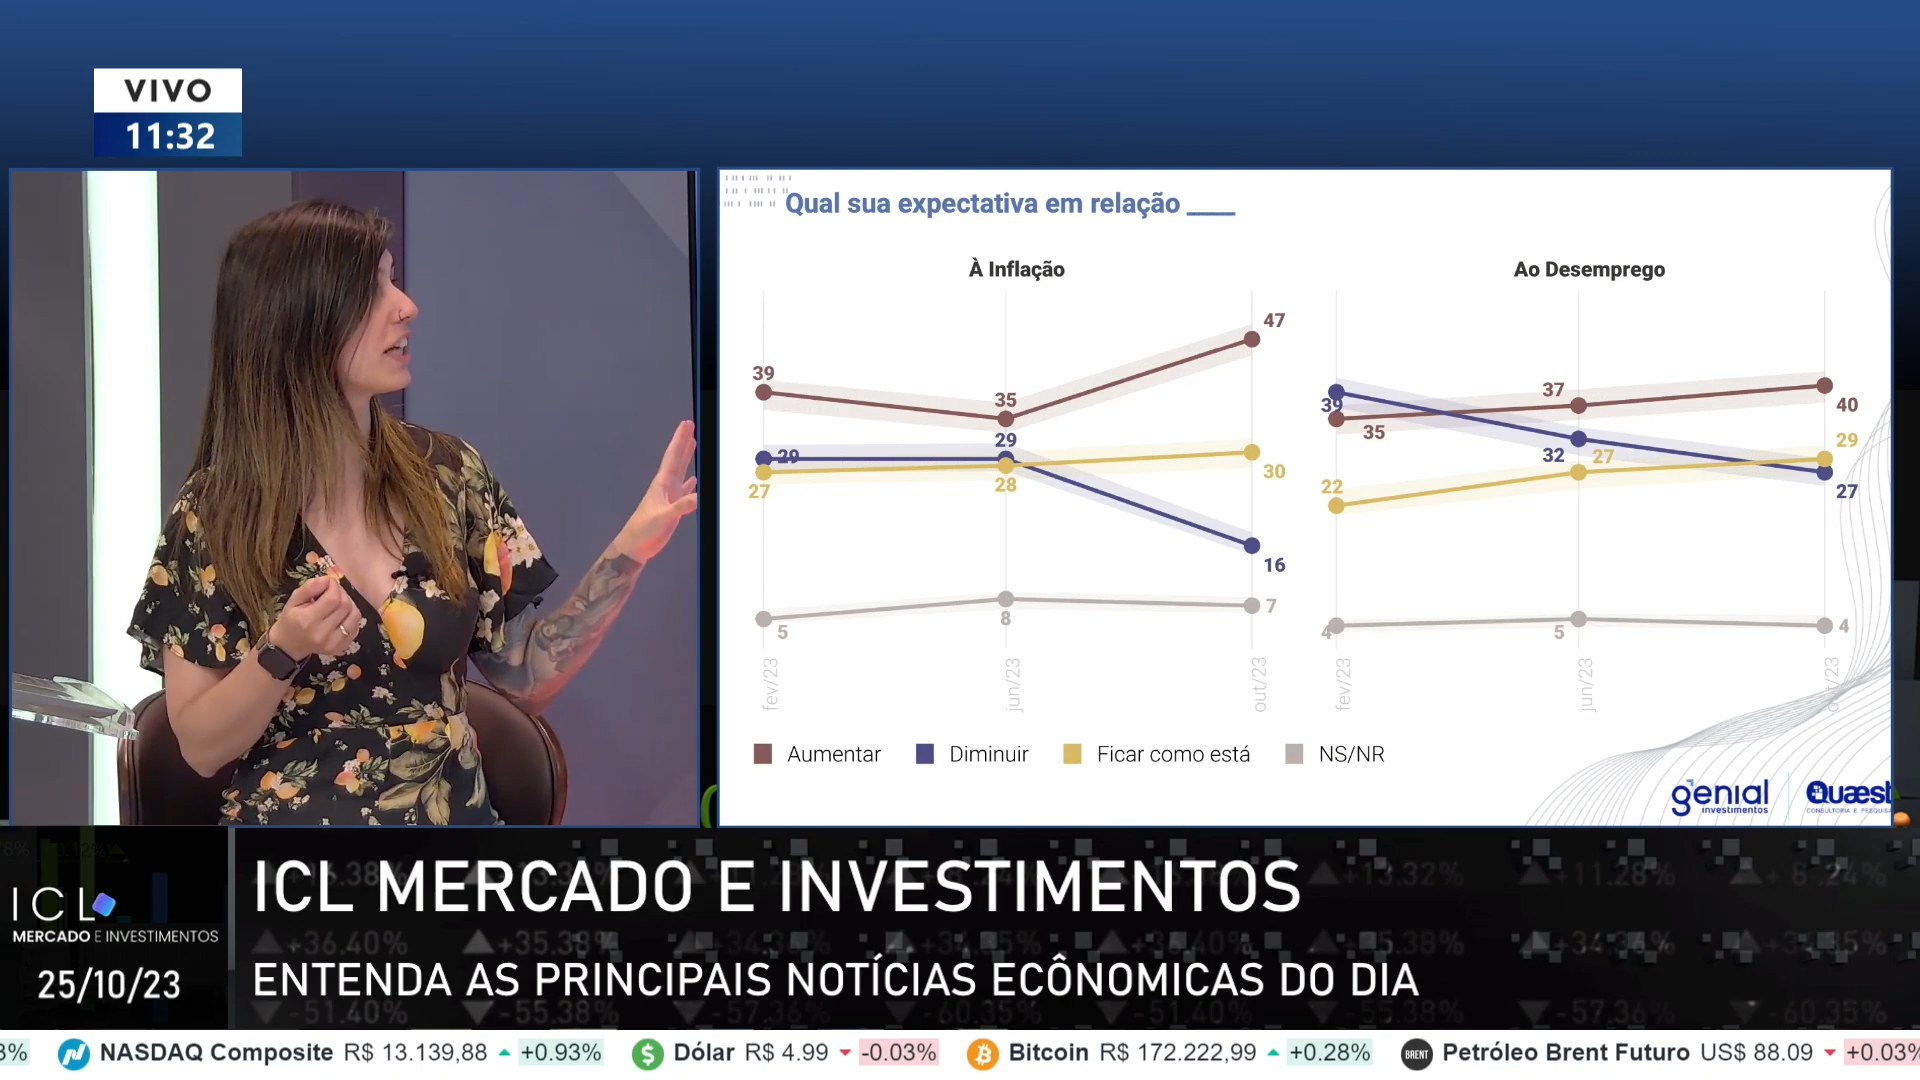 VIVO
11:32
Qual sua expectativa em relação ____
À Inflação
39
35
47
29
29
16
27
28
30
5
8
7
fev/23
jun/23
out/23
Ao Desemprego
39
37
40
35
32
27
29
22
27
4
5
4
fev/23
jun/23
out/23
Aumentar
Diminuir
Ficar como está
NS/NR
genial
investimentos
ICL
MERCADO E INVESTIMENTOS
25/10/23
ICL MERCADO E INVESTIMENTOS
ENTENDA AS PRINCIPAIS NOTÍCIAS ECÔNOMICAS DO DIA
NASDAQ Composite R$ 13.139,88 +0.93% Dólar R$ 4.99 -0.03% Bitcoin R$ 172.222,99 +0.28% BRENT Petróleo Brent Futuro US$ 88.09 +0.03%